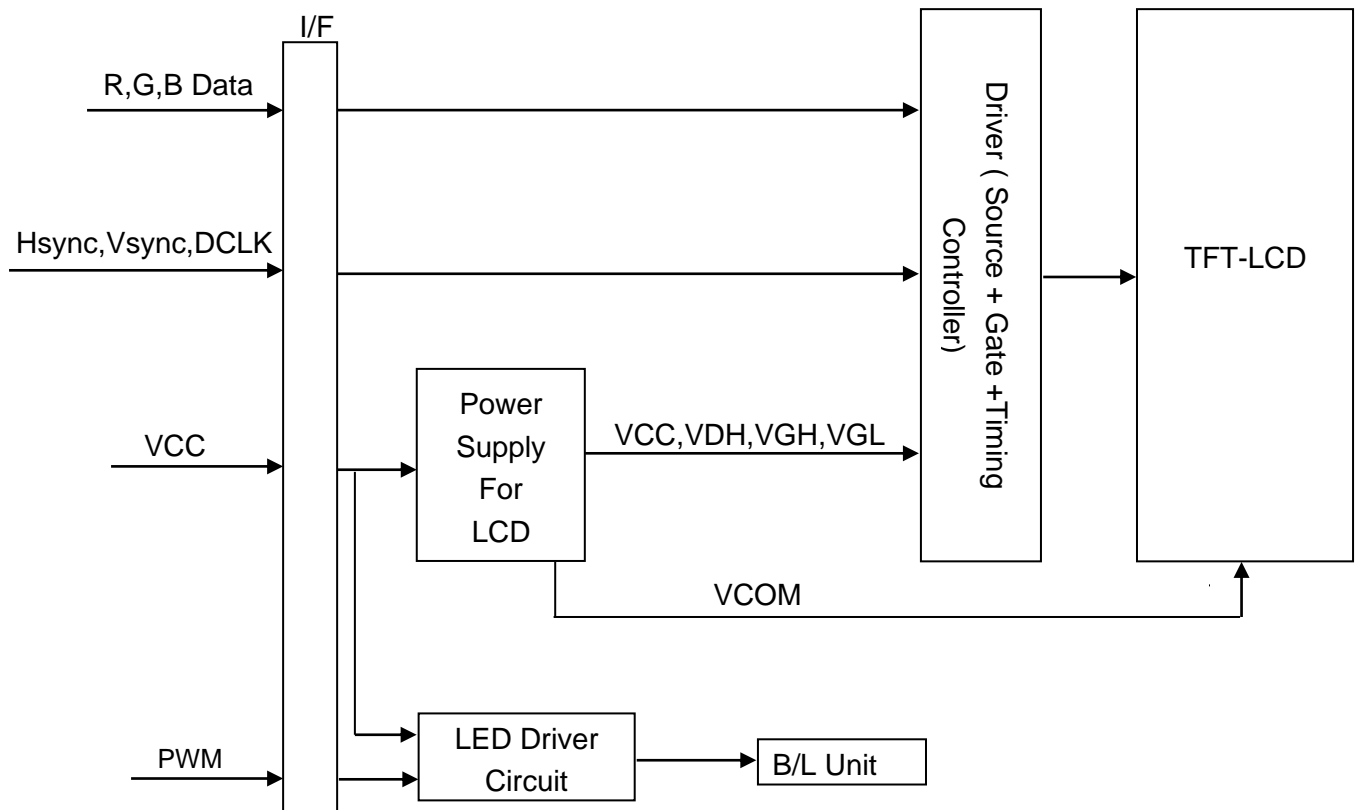 I/F
R,G,B Data
Hsync,Vsync,DCLK
VCC
PWM
Power
Supply
For
LCD
VCC,VDH,VGH,VGL
VCOM
LED Driver
Circuit
B/L Unit
Driver ( Source + Gate +Timing
Controller)
TFT-LCD